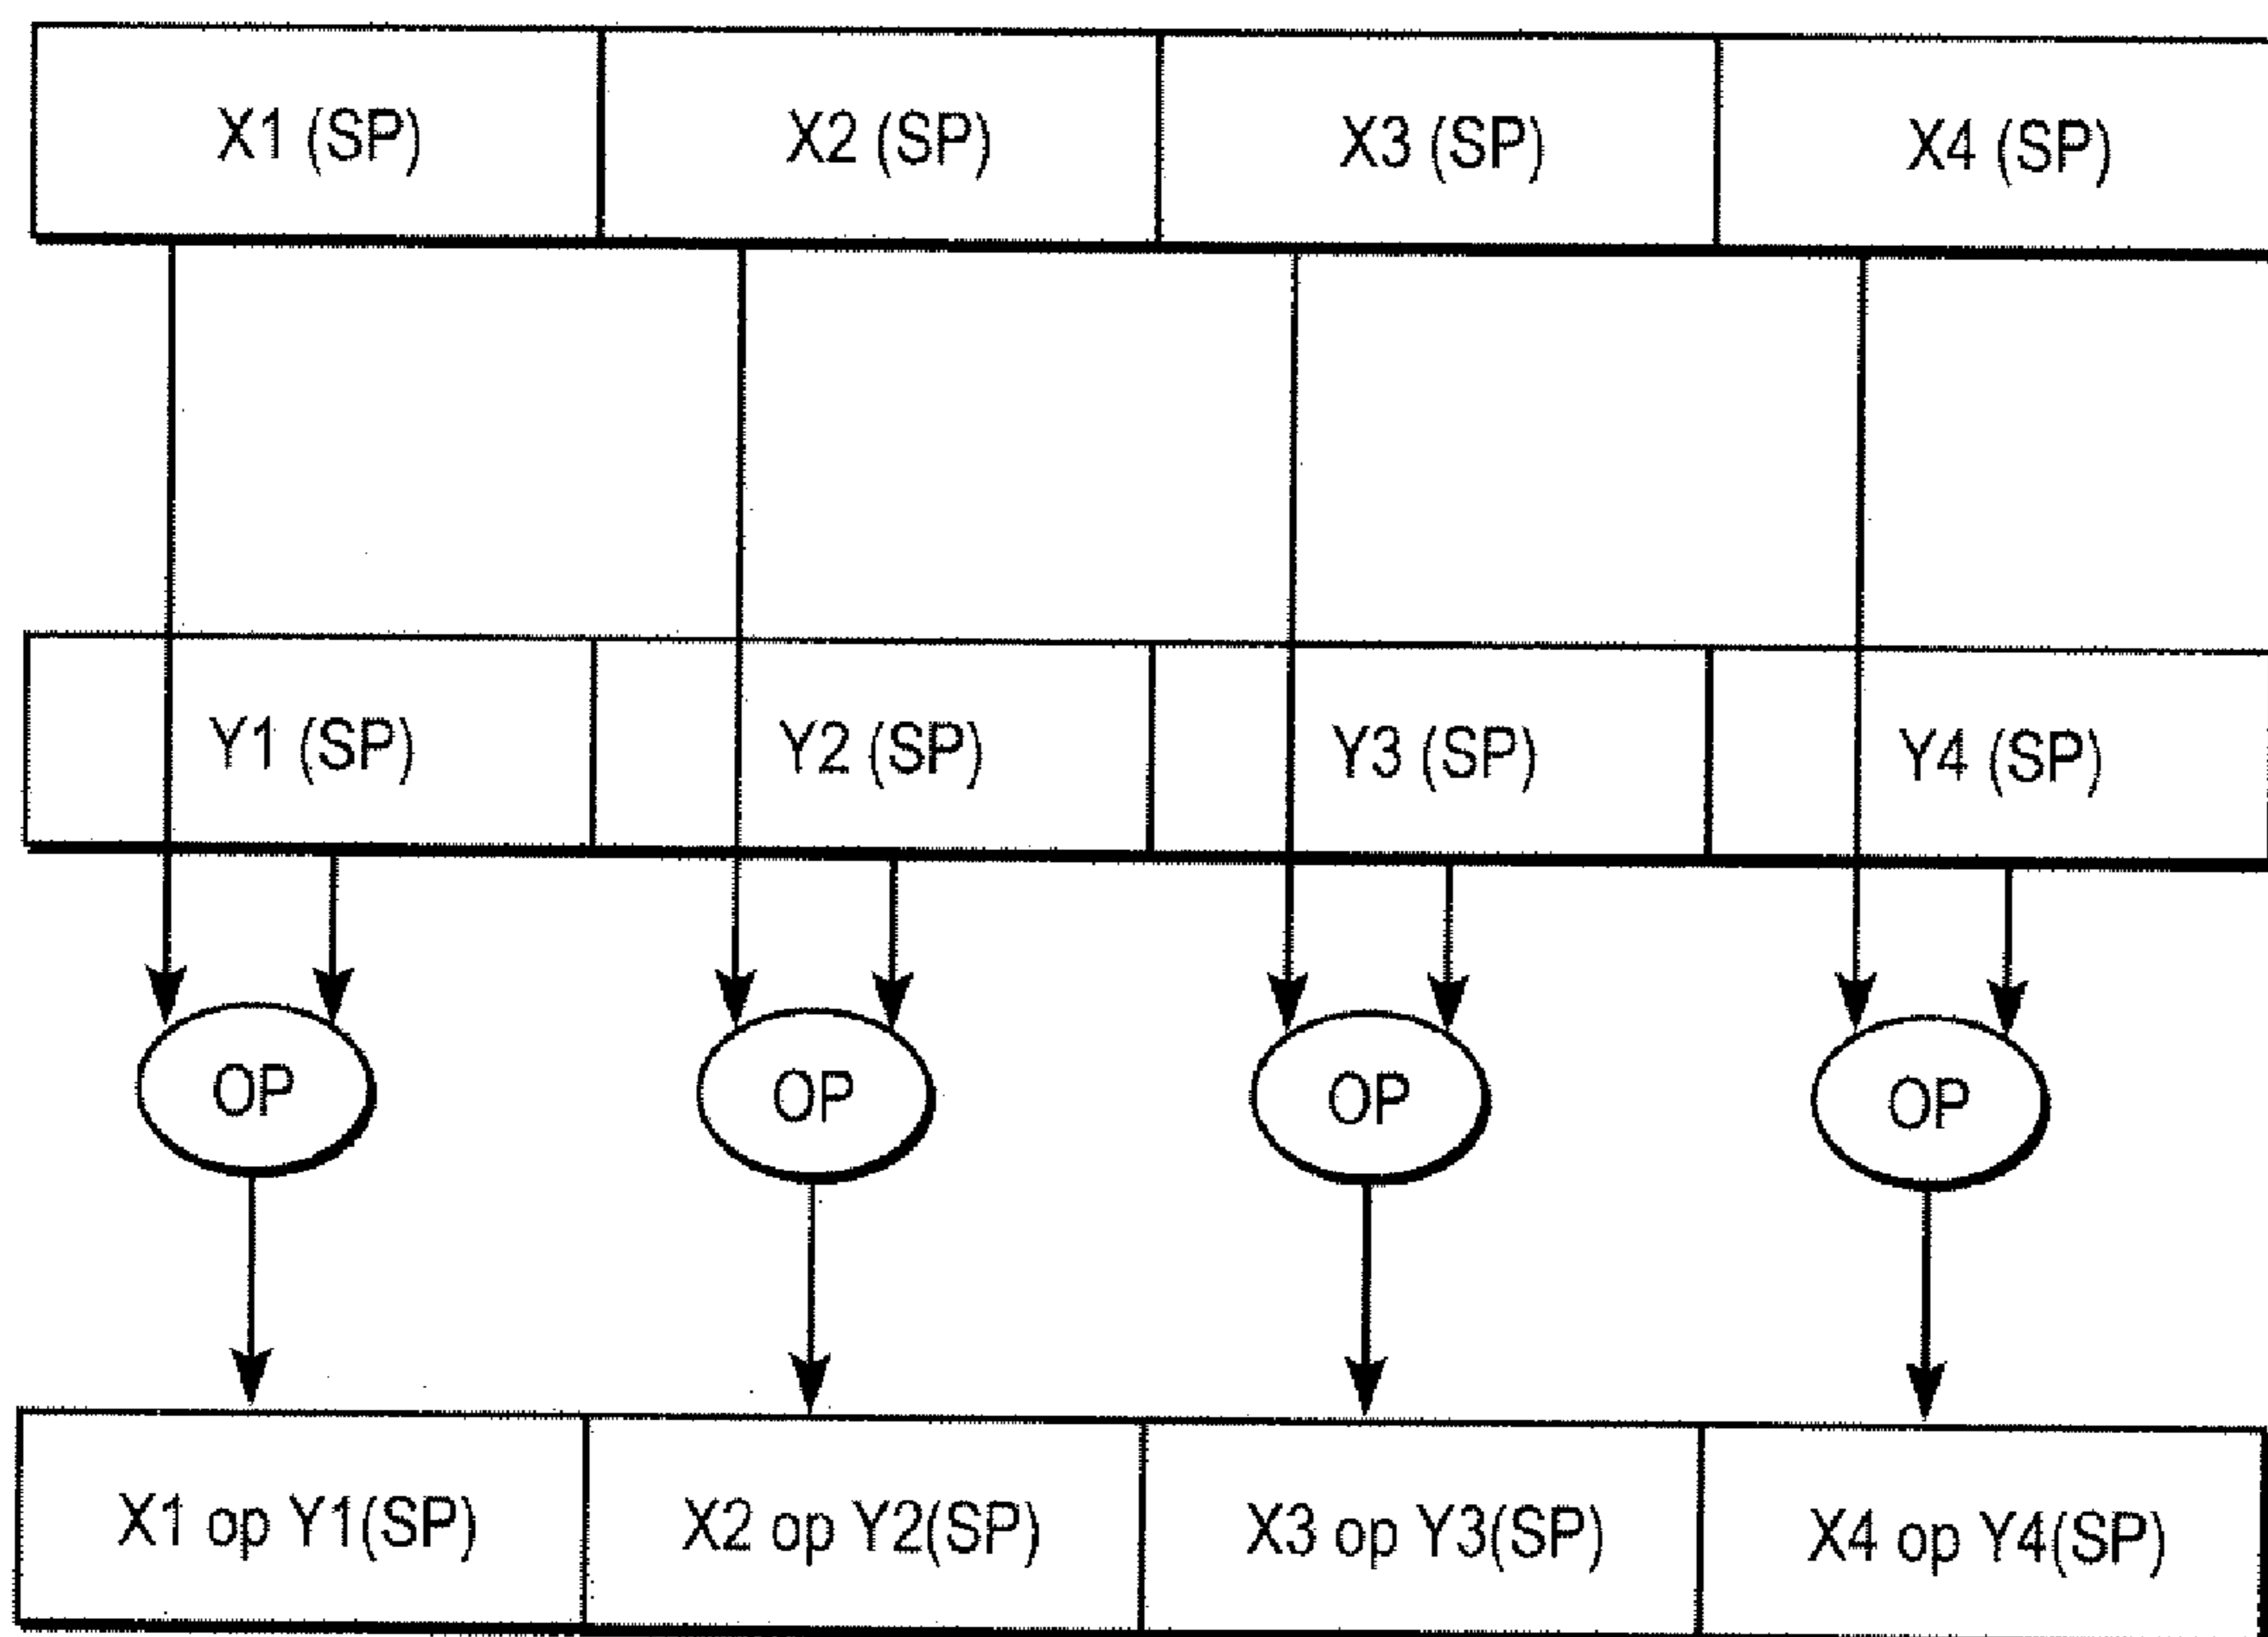 X1 (SP) X2 (SP) X3 (SP) X4 (SP)
Y1 (SP) Y2 (SP) Y3 (SP) Y4 (SP)
OP OP OP OP
X1 op Y1(SP) X2 op Y2(SP) X3 op Y3(SP) X4 op Y4(SP)